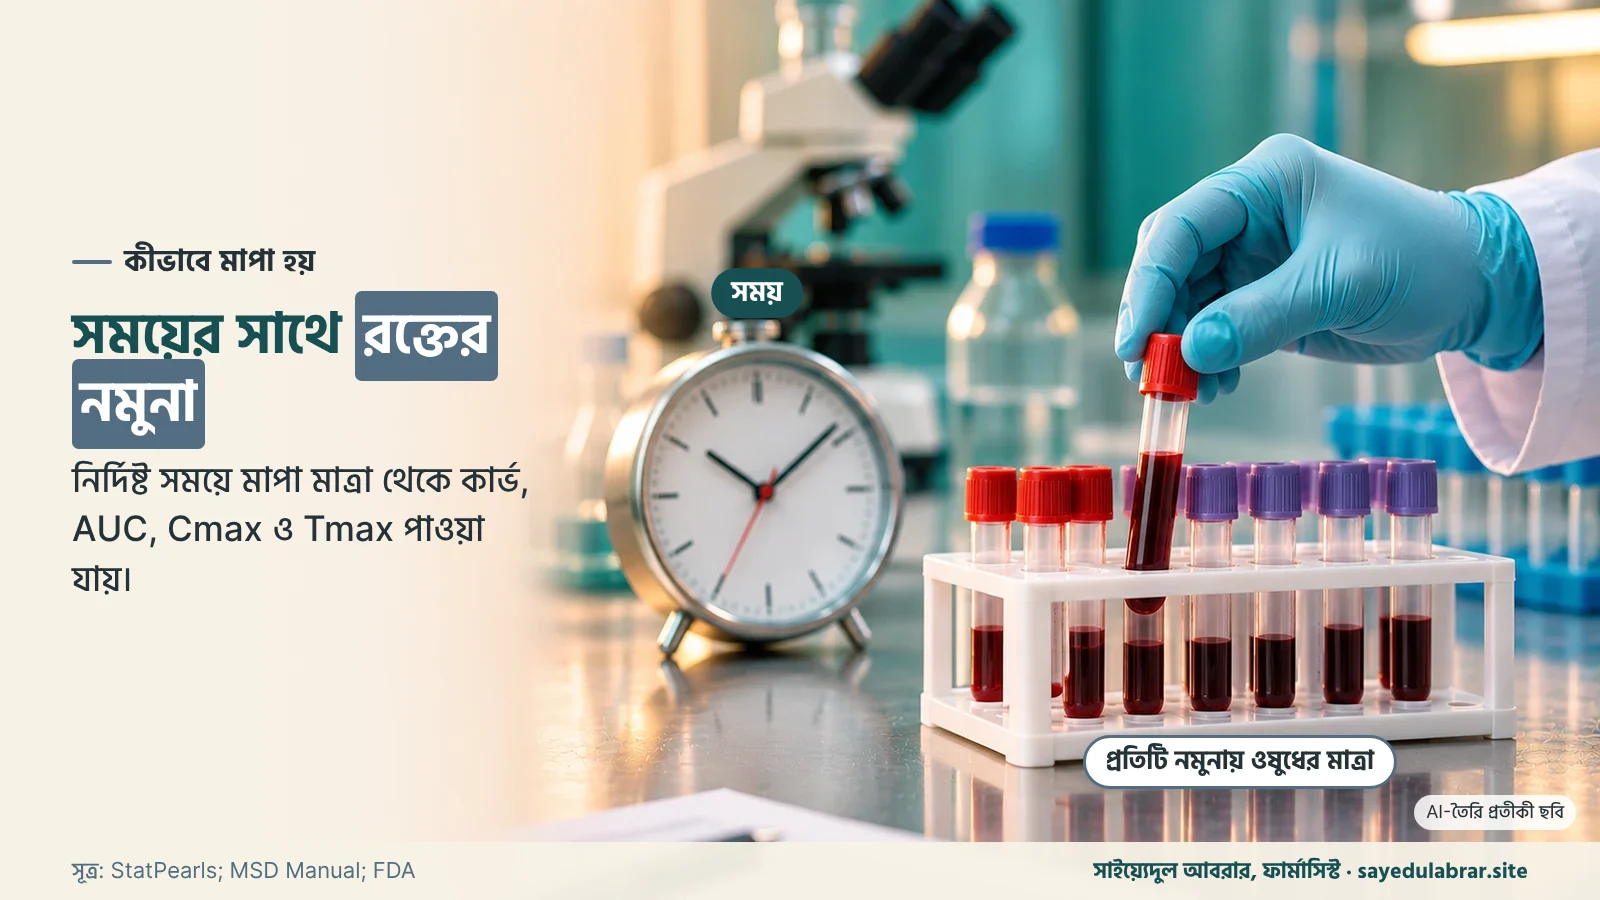 কীভাবে মাপা হয়
সময়ের সাথে রক্তের
নমুনা
নির্দিষ্ট সময়ে মাপা মাত্রা থেকে কার্ভ,
AUC, Cmax ও Tmax পাওয়া
যায়।
সময়
প্রতিটি নমুনায় ওষুধের মাত্রা
AI-তৈরি প্রতীকী ছবি
সূত্র: StatPearls; MSD Manual; FDA
সাইয়্যেদুল আবরার, ফার্মাসিস্ট · sayedulabrar.site